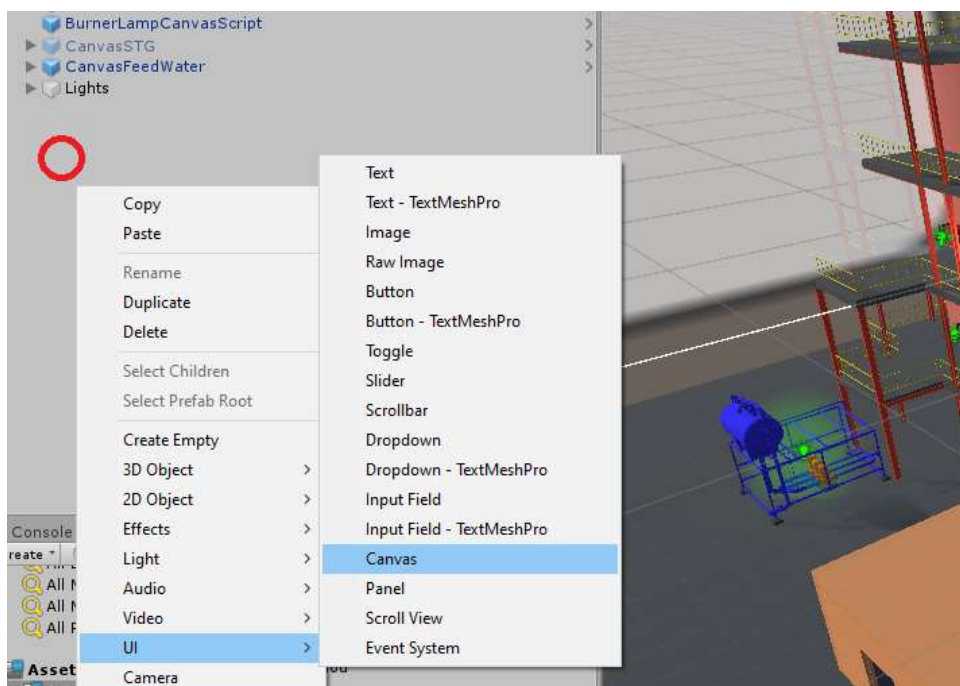 BurnerLampCanvasScript
CanvasSTG
CanvasFeedWater
Lights
Copy
Paste
Rename
Duplicate
Delete
Select Children
Select Prefab Root
Create Empty
3D Object
2D Object
Effects
Light
Audio
Video
UI
Camera
Text
Text - TextMeshPro
Image
Raw Image
Button
Button - TextMeshPro
Toggle
Slider
Scrollbar
Dropdown
Dropdown - TextMeshPro
Input Field
Input Field - TextMeshPro
Canvas
Panel
Scroll View
Event System
Console
reate
All
All
All
Asset